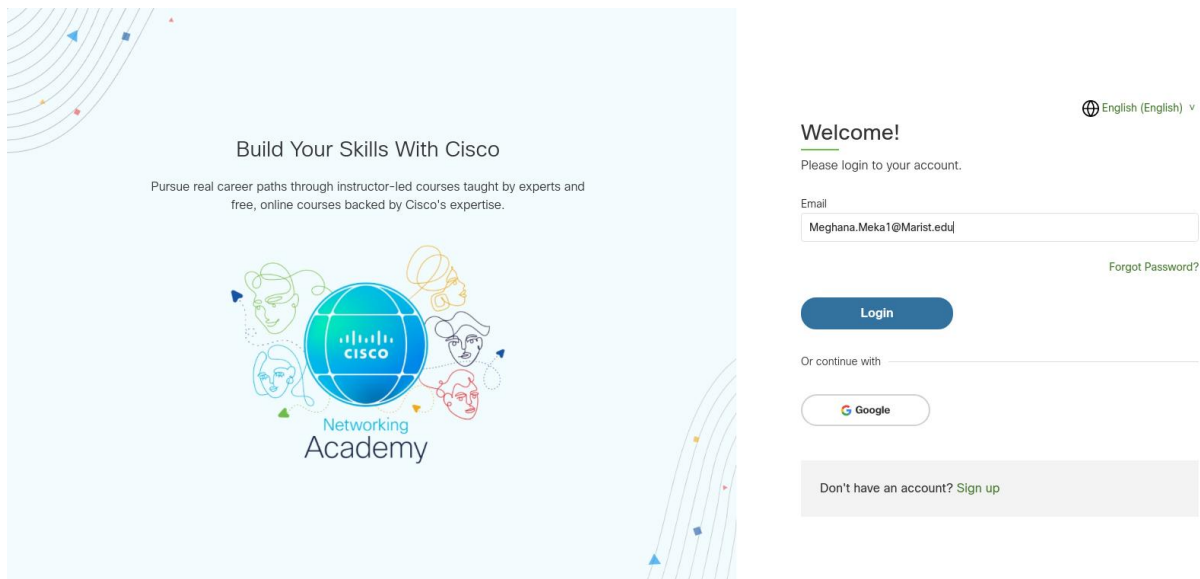 Build Your Skills With Cisco
Pursue real career paths through instructor-led courses taught by experts and
free, online courses backed by Cisco's expertise.
CISCO
Networking
Academy
English (English) v
Welcome!
Please login to your account.
Email
Meghana.Meka1@Marist.edu
Forgot Password?
Login
Or continue with
Google
Don't have an account? Sign up